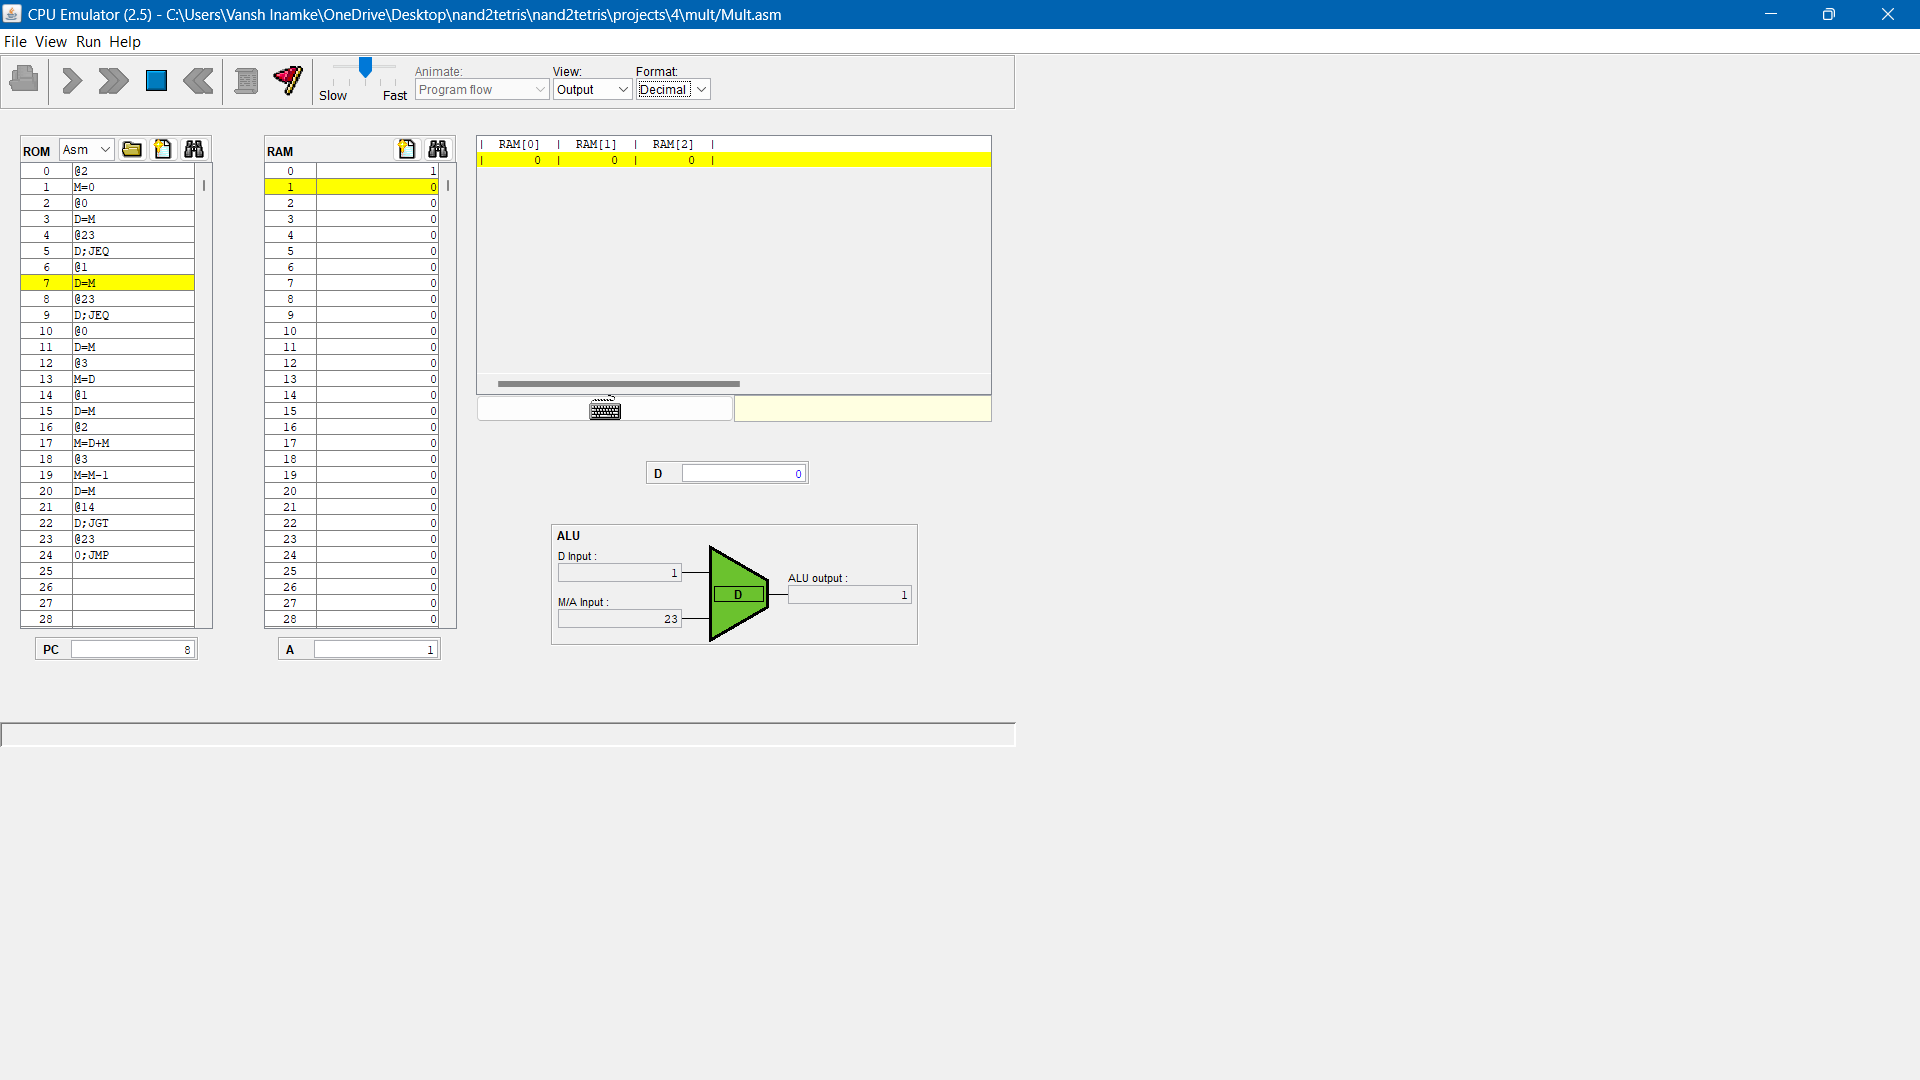 CPU Emulator (2.5) - C:\Users\Vansh Inamke\OneDrive\Desktop\nand2tetris\nand2tetris\projects\4\mult/Mult.asm
File View Run Help
Slow Fast
Animate:
Program flow
View:
Output
Format:
Decimal
ROM Asm
0 @2
1 M=0
2 @0
3 D=M
4 @23
5 D;JEQ
6 @1
7 D=M
8 @23
9 D;JEQ
10 @0
11 D=M
12 @3
13 M=D
14 @1
15 D=M
16 @2
17 M=D+M
18 @3
19 M=M-1
20 D=M
21 @14
22 D;JGT
23 @23
24 0;JMP
25
26
27
28
PC 8
RAM
0 1
1 0
2 0
3 0
4 0
5 0
6 0
7 0
8 0
9 0
10 0
11 0
12 0
13 0
14 0
15 0
16 0
17 0
18 0
19 0
20 0
21 0
22 0
23 0
24 0
25 0
26 0
27 0
28 0
A 1
| RAM[0] | RAM[1] | RAM[2] |
| 0 | 0 | 0 |
D 0
ALU
D Input :
1
M/A Input :
23
D
ALU output :
1